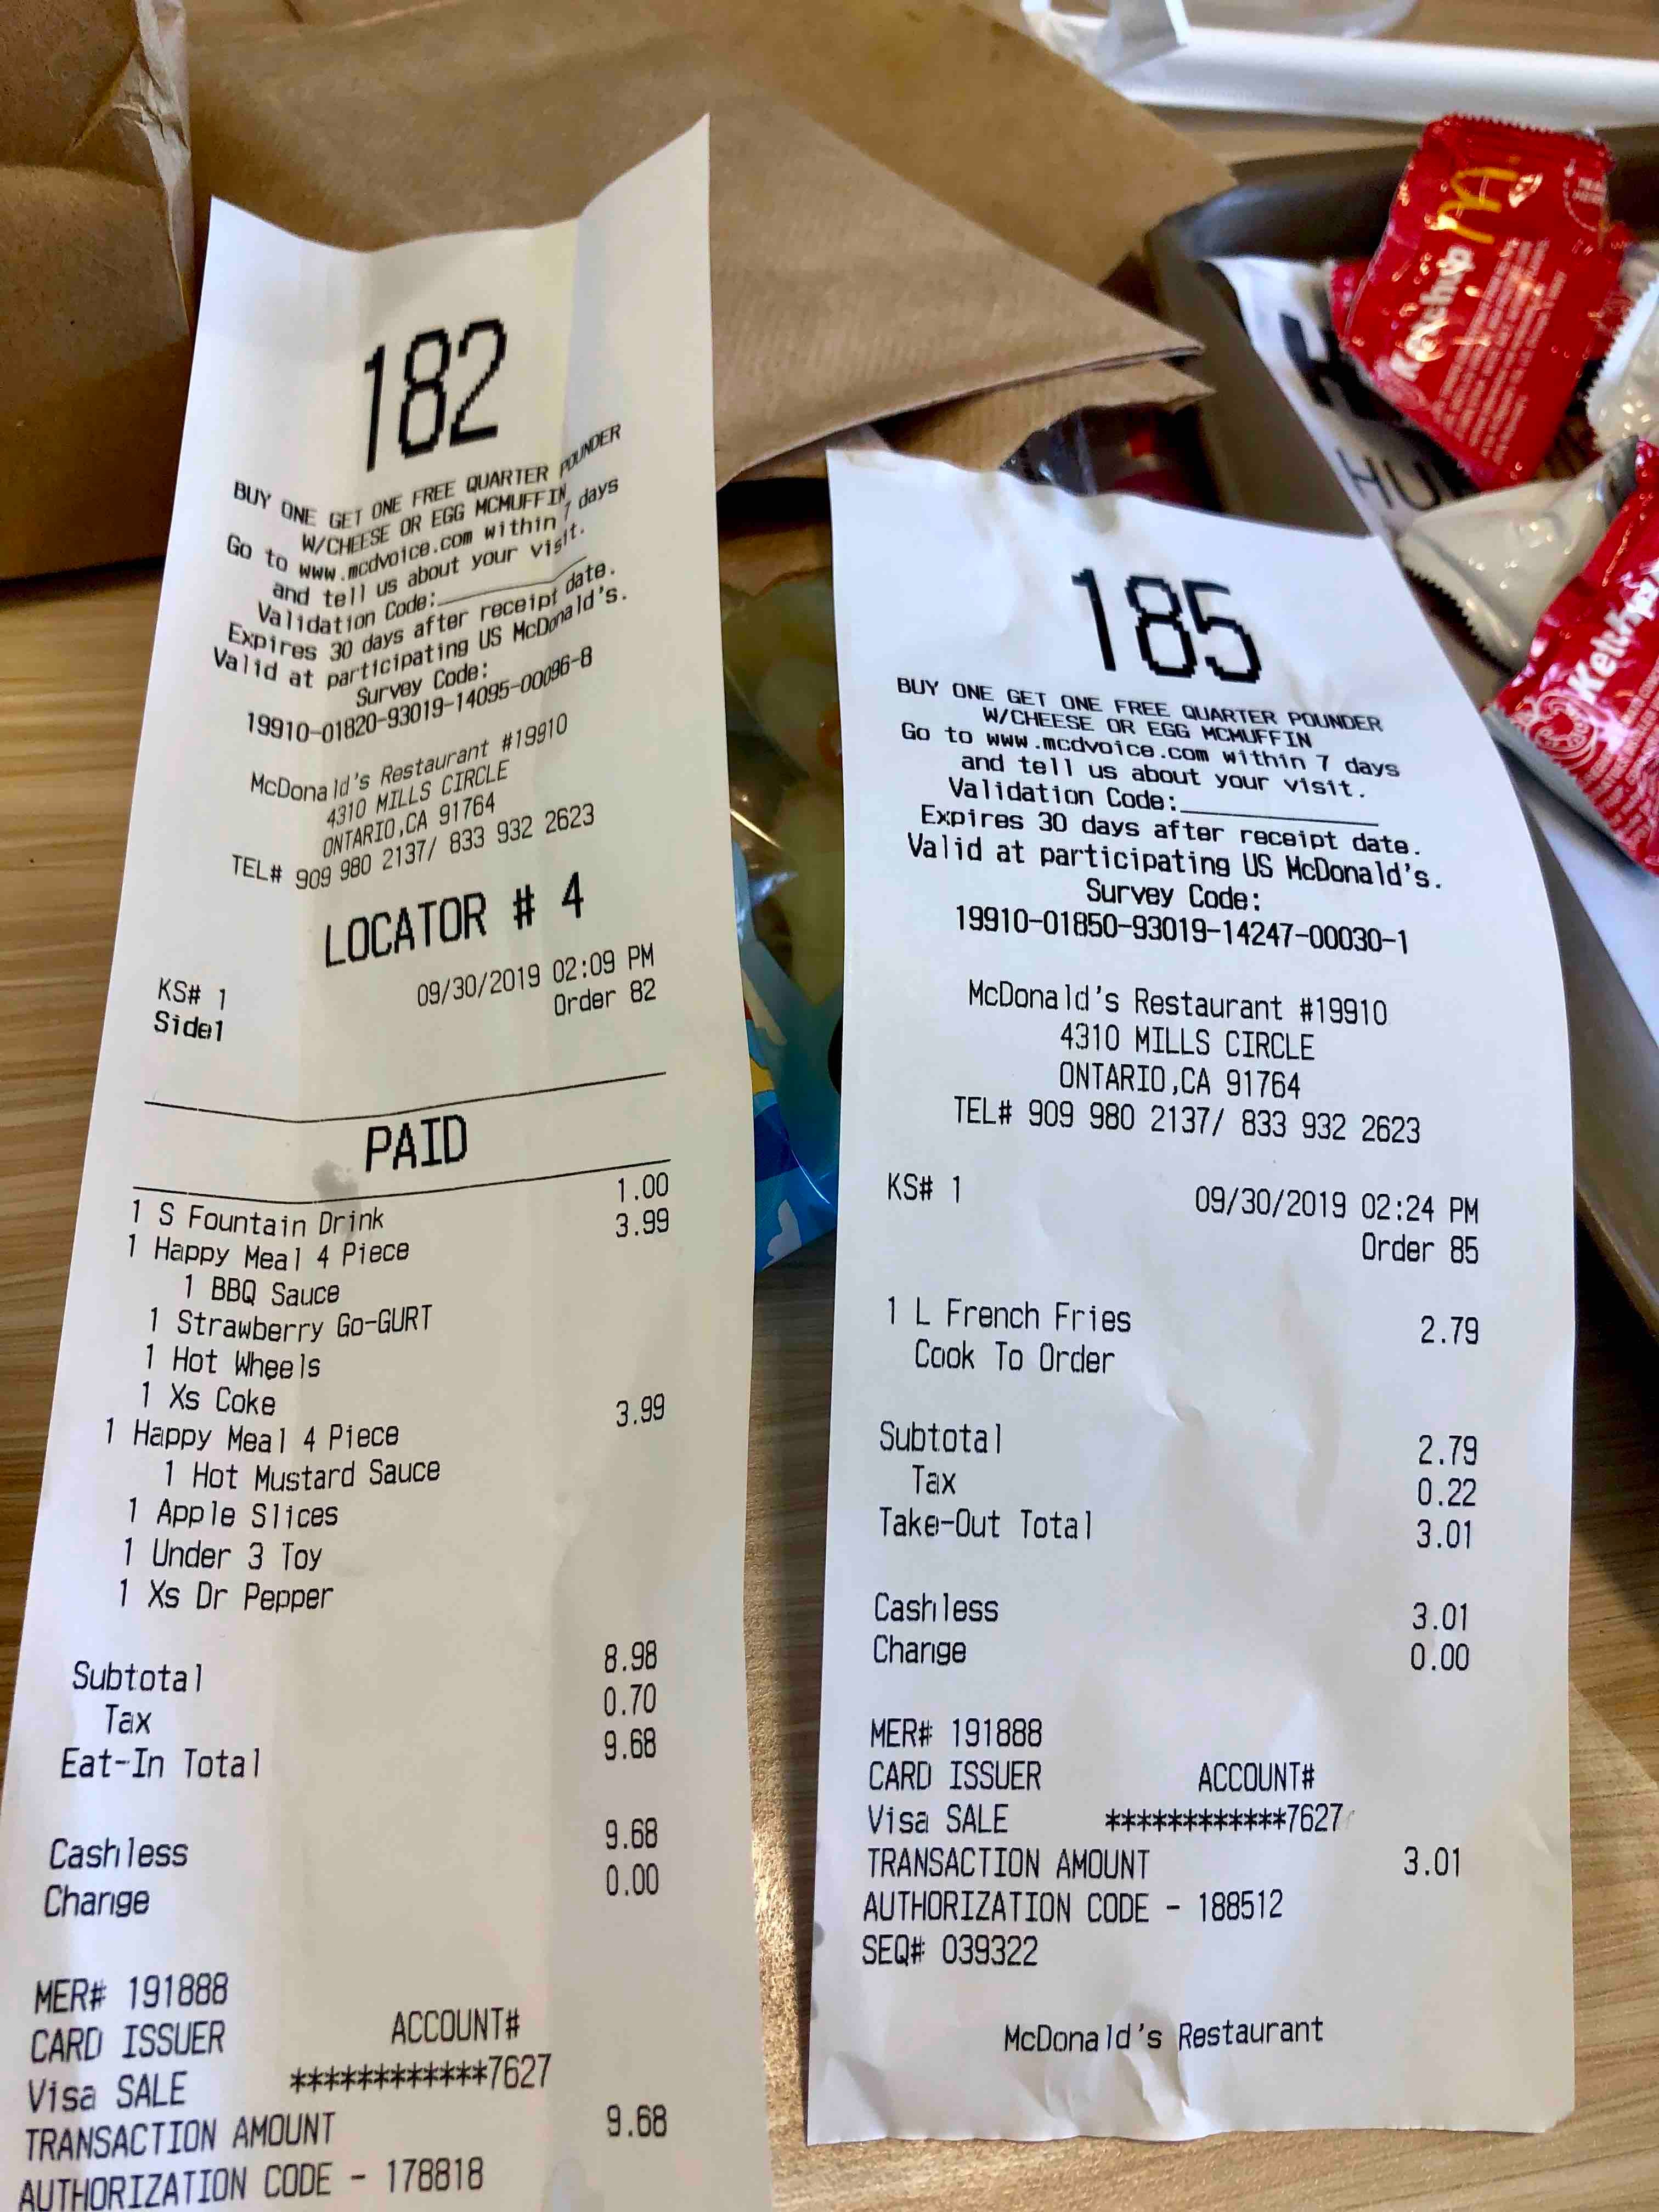 182
BUY ONE GET ONE FREE QUARTER POUNDER
W/CHEESE OR EGG MCMUFFIN
Go to www.mcdvoice.com within 7 days
and tell us about your visit.
Validation Code:__________
Expires 30 days after receipt date.
Valid at participating US McDonald's.
Survey Code:
19910-01820-93019-14095-00096-8
McDonald's Restaurant #19910
4310 MILLS CIRCLE
ONTARIO,CA 91764
TEL# 909 980 2137/ 833 932 2623
LOCATOR # 4
KS# 1 09/30/2019 02:09 PM
Side1 Order 82
PAID
1 S Fountain Drink 1.00
1 Happy Meal 4 Piece 3.99
1 BBQ Sauce
1 Strawberry Go-GURT
1 Hot Wheels
1 Xs Coke
1 Happy Meal 4 Piece 3.99
1 Hot Mustard Sauce
1 Apple Slices
1 Under 3 Toy
1 Xs Dr Pepper
Subtotal 8.98
Tax 0.70
Eat-In Total 9.68
Cashless 9.68
Change 0.00
MER# 191888
CARD ISSUER ACCOUNT#
Visa SALE ************7627
TRANSACTION AMOUNT 9.68
AUTHORIZATION CODE - 178818
185
BUY ONE GET ONE FREE QUARTER POUNDER
W/CHEESE OR EGG MCMUFFIN
Go to www.mcdvoice.com within 7 days
and tell us about your visit.
Validation Code:__________
Expires 30 days after receipt date.
Valid at participating US McDonald's.
Survey Code:
19910-01850-93019-14247-00030-1
McDonald's Restaurant #19910
4310 MILLS CIRCLE
ONTARIO,CA 91764
TEL# 909 980 2137/ 833 932 2623
KS# 1 09/30/2019 02:24 PM
Order 85
1 L French Fries 2.79
Cook To Order
Subtotal 2.79
Tax 0.22
Take-Out Total 3.01
Cashless 3.01
Change 0.00
MER# 191888
CARD ISSUER ACCOUNT#
Visa SALE ************7627
TRANSACTION AMOUNT 3.01
AUTHORIZATION CODE - 188512
SEQ# 039322
McDonald's Restaurant
Ketchup
Ketchup